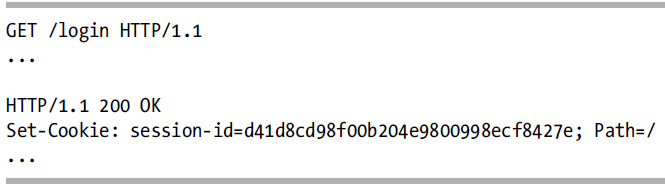 GET /login HTTP/1.1
...
HTTP/1.1 200 OK
Set-Cookie: session-id=d41d8cd98f00b204e9800998ecf8427e; Path=/
...